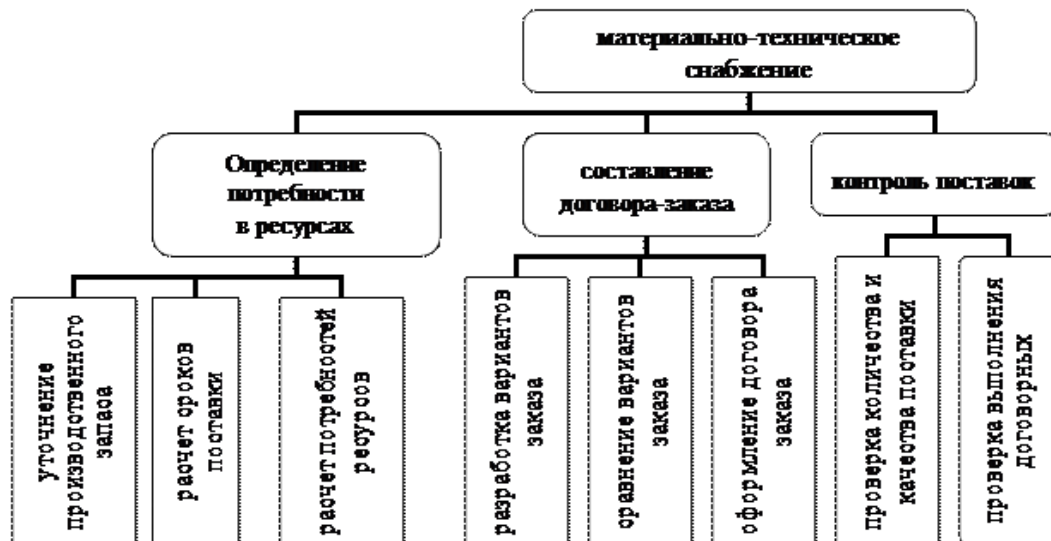 материально-техническое
снабжение
Определение
потребности
в ресурсах
составление
договора-заказа
контроль поставок
уточнение
производственного
запаса
расчет сроков
поставки
расчет потребностей
ресурсов
разработка вариантов
заказа
сравнение вариантов
заказа
оформление договора
заказа
проверка количества и
качества поставки
проверка выполнения
договорных